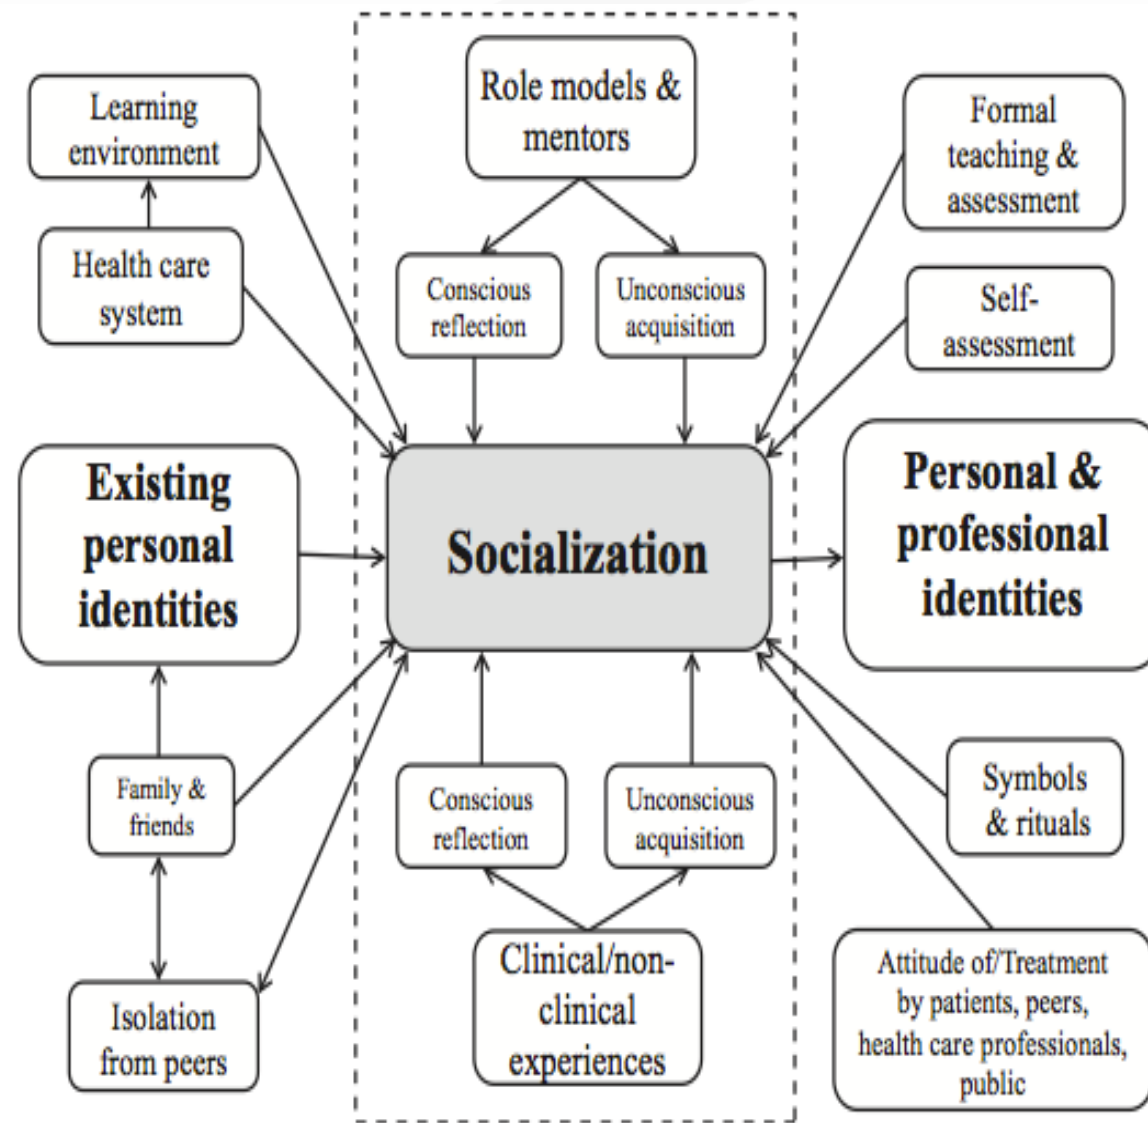 Learning
environment
Health care
system
Role models &
mentors
Conscious
reflection
Unconscious
acquisition
Formal
teaching &
assessment
Self-
assessment
Existing
personal
identities
Socialization
Personal &
professional
identities
Family &
friends
Isolation
from peers
Conscious
reflection
Unconscious
acquisition
Clinical/non-
clinical
experiences
Symbols
& rituals
Attitude of/Treatment
by patients, peers,
health care professionals,
public